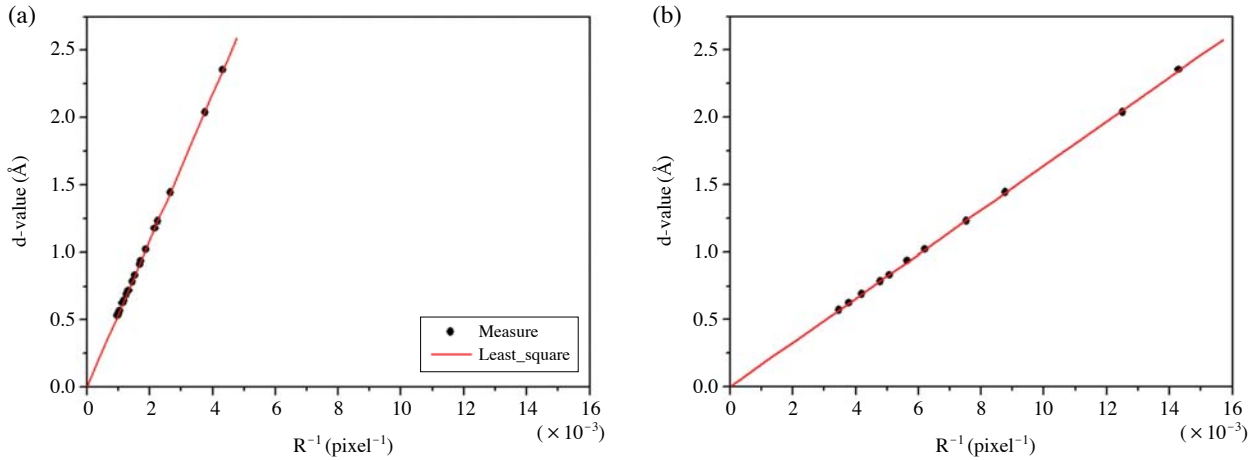 (a)
2.5
2.0
1.5
1.0
0.5
0.0
d-value (Å)
0 2 4 6 8 10 12 14 16
R⁻¹ (pixel⁻¹)
(×10⁻³)
Measure
Least_square
(b)
2.5
2.0
1.5
1.0
0.5
0.0
d-value (Å)
0 2 4 6 8 10 12 14 16
R⁻¹ (pixel⁻¹)
(×10⁻³)